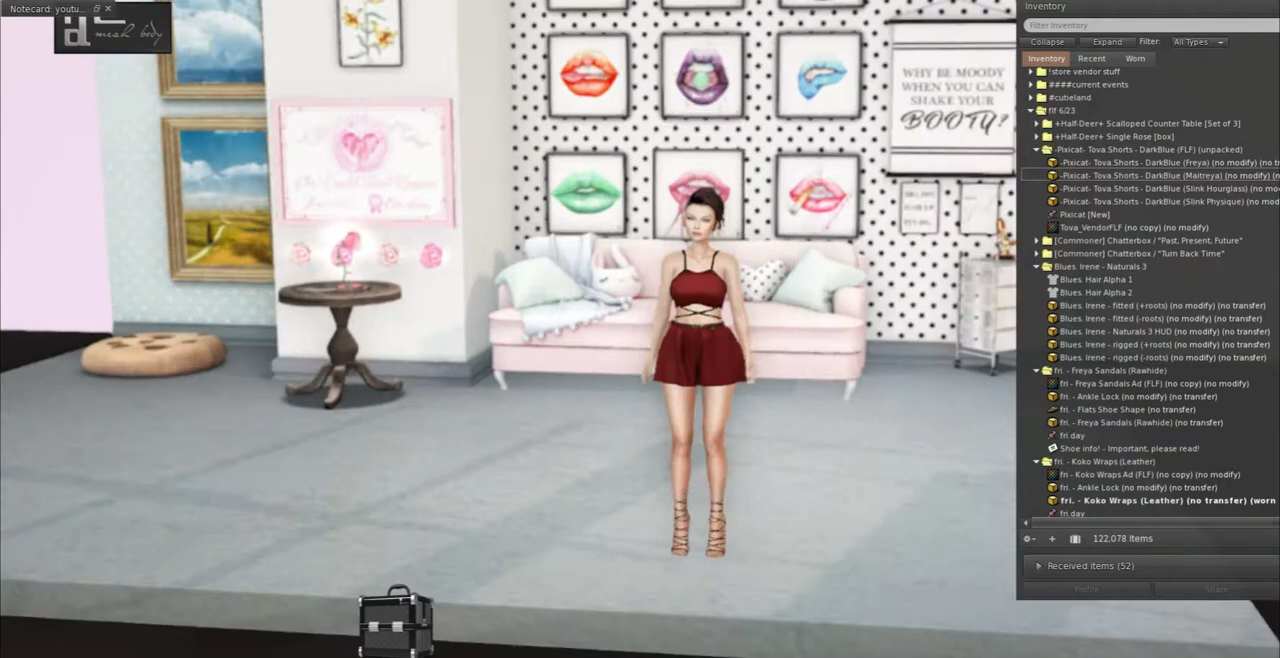 Notecard: youtu...
mesh body
WHY BE MOODY
WHEN YOU CAN
SHAKE YOUR
BOOTY?
Inventory
Filter Inventory
Collapse
Expand
Filter:
All Types
Inventory
Recent
Worn
!store vendor stuff
####current events
#cutieland
flf 6/23
+Half-Deer+ Scalloped Counter Table [Set of 3]
+Half-Deer+ Single Rose [box]
-Pixicat- Tova.Shorts - DarkBlue (FLF) (unpacked)
-Pixicat- Tova.Shorts - DarkBlue (Freya) (no modify) (no tr
-Pixicat- Tova.Shorts - DarkBlue (Maitreya) (no modify) (n
-Pixicat- Tova.Shorts - DarkBlue (Slink Hourglass) (no mo
-Pixicat- Tova.Shorts - DarkBlue (Slink Physique) (no mod
Pixicat [New]
Tova_VendorFLF (no copy) (no modify)
[Commoner] Chatterbox / "Past, Present, Future"
[Commoner] Chatterbox / "Turn Back Time"
Blues. Irene - Naturals 3
Blues. Hair Alpha 1
Blues. Hair Alpha 2
Blues. Irene - fitted (+roots) (no modify) (no transfer)
Blues. Irene - fitted (-roots) (no modify) (no transfer)
Blues. Irene - Naturals 3 HUD (no modify) (no transfer)
Blues. Irene - rigged (+roots) (no modify) (no transfer)
Blues. Irene - rigged (-roots) (no modify) (no transfer)
fri. - Freya Sandals (Rawhide)
fri - Freya Sandals Ad (FLF) (no copy) (no modify)
fri. - Ankle Lock (no modify) (no transfer)
fri. - Flats Shoe Shape (no transfer)
fri. - Freya Sandals (Rawhide) (no transfer)
fri.day
Shoe info! - Important, please read!
fri. - Koko Wraps (Leather)
fri - Koko Wraps Ad (FLF) (no copy) (no modify)
fri. - Ankle Lock (no modify) (no transfer)
fri. - Koko Wraps (Leather) (no transfer) (worn
fri.day
122,078 Items
Received items (52)
Profile
Share